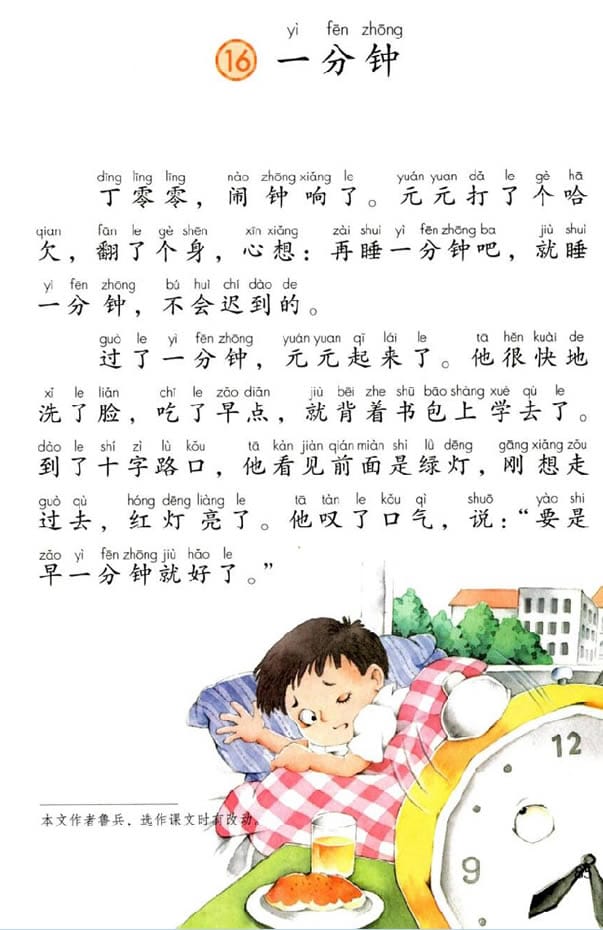 yì fēn zhōng
16 一分钟
dīng líng líng nào zhōng xiǎng le yuán yuan dǎ le gè hā
丁零零，闹钟响了。元元打了个哈
qian fān le gè shēn xīn xiǎng zài shuì yì fēn zhōng ba jiù shuì
欠，翻了个身，心想：再睡一分钟吧，就睡
yì fēn zhōng bú huì chí dào de
一分钟，不会迟到的。
guò le yì fēn zhōng yuán yuan qǐ lái le tā hěn kuài de
过了一分钟，元元起来了。他很快地
xǐ le liǎn chī le zǎo diǎn jiù bēi zhe shū bāo shàng xué qù le
洗了脸，吃了早点，就背着书包上学去了。
dào le shí zì lù kǒu tā kàn jiàn qián miàn shì lǜ dēng gāng xiǎng zǒu
到了十字路口，他看见前面是绿灯，刚想走
guò qù hóng dēng liàng le tā tàn le kǒu qì shuō yào shi
过去，红灯亮了。他叹了口气，说：“要是
zǎo yì fēn zhōng jiù hǎo le
早一分钟就好了。”
本文作者鲁兵，选作课文时有改动。
12
9
85